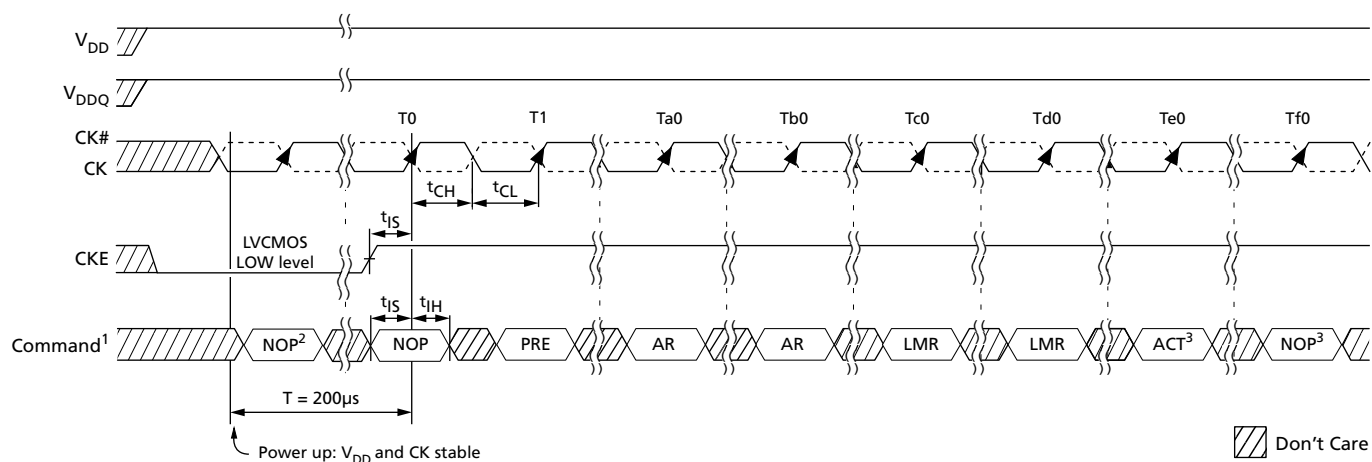 VDD
VDDQ
T0 T1 Ta0 Tb0 Tc0 Td0 Te0 Tf0
CK#
CK
tCH tCL
tIS
LVCMOS
LOW level
CKE
tIS tIH
Command1 NOP2 NOP PRE AR AR LMR LMR ACT3 NOP3
T = 200µs
Power up: VDD and CK stable
Don't Care